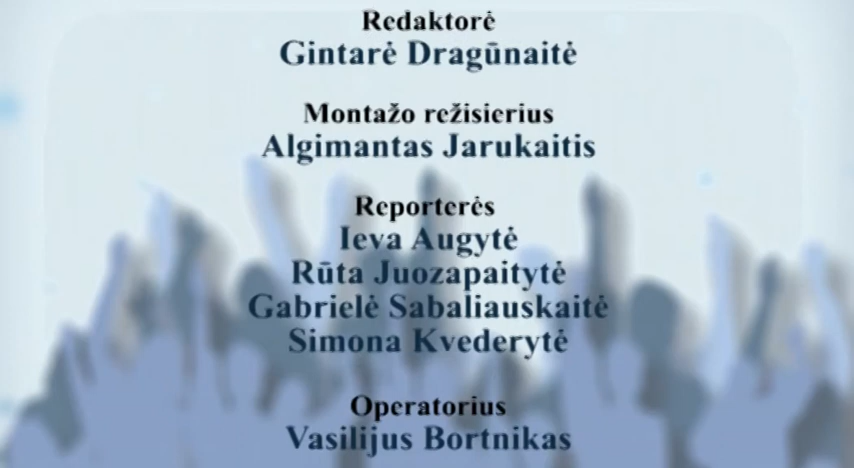 Redaktorė
Gintarė Dragūnaitė
Montažo režisierius
Algimantas Jarukaitis
Reporterės
Ieva Augytė
Rūta Juozapaitytė
Gabrielė Sabaliauskaitė
Simona Kvederytė
Operatorius
Vasilijus Bortnikas